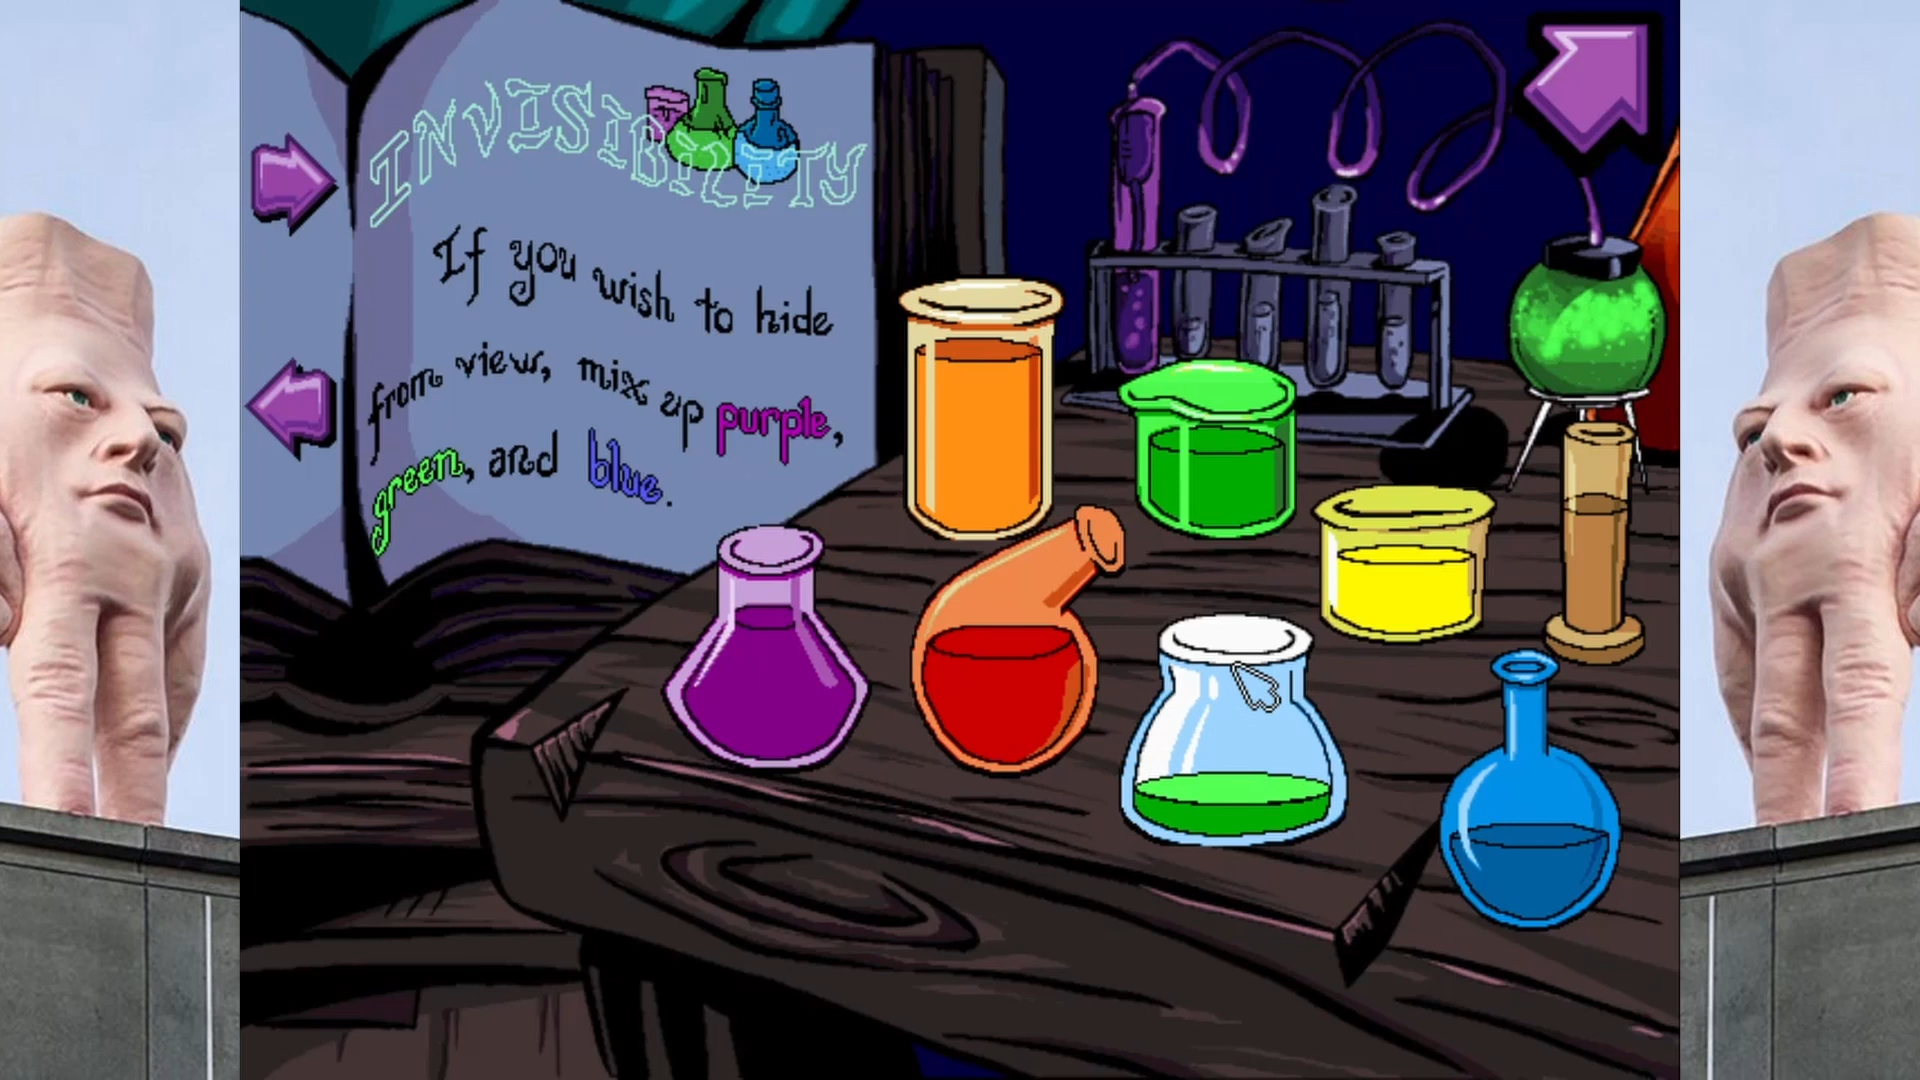 INVISIBILITY
If you wish to hide
from view, mix up purple,
green, and blue.